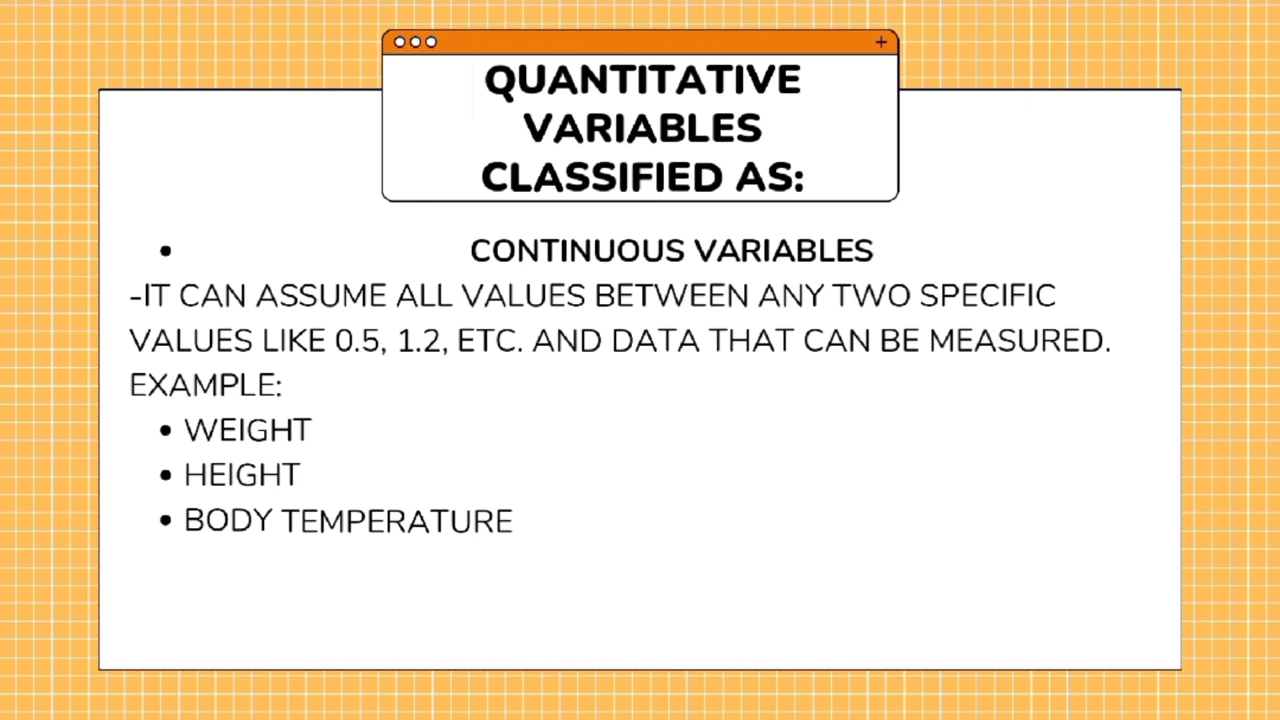 QUANTITATIVE
VARIABLES
CLASSIFIED AS:
• CONTINUOUS VARIABLES
-IT CAN ASSUME ALL VALUES BETWEEN ANY TWO SPECIFIC
VALUES LIKE 0.5, 1.2, ETC. AND DATA THAT CAN BE MEASURED.
EXAMPLE:
• WEIGHT
• HEIGHT
• BODY TEMPERATURE